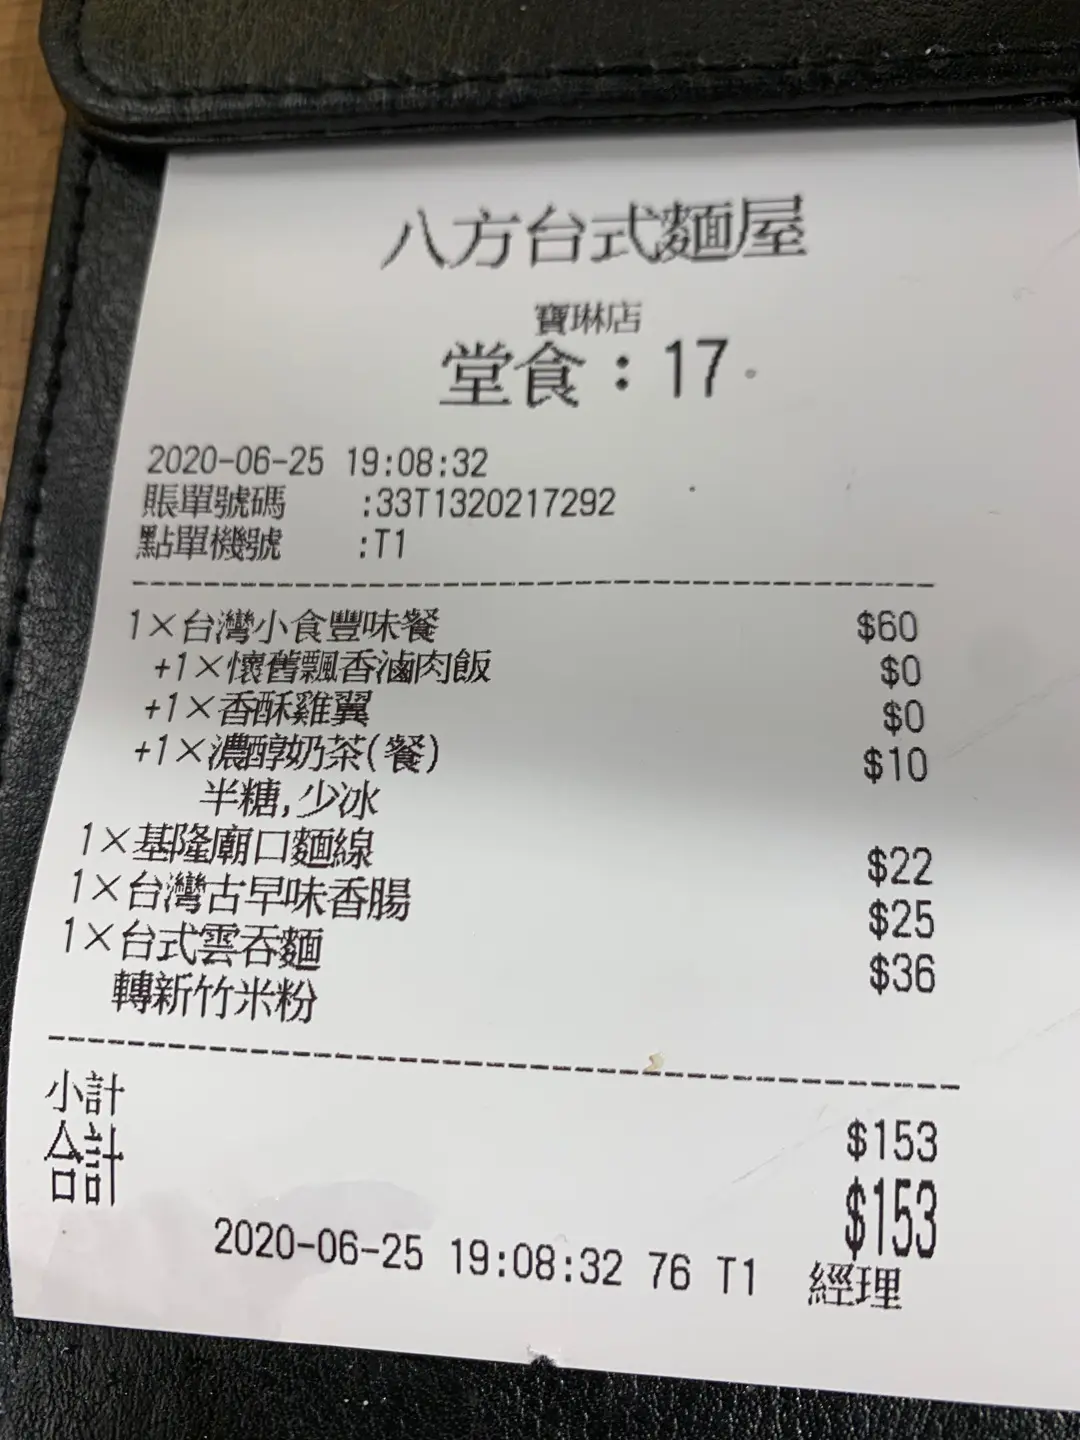 八方台式麵屋
寶琳店
堂食：17
2020-06-25 19:08:32
賬單號碼 :33T1320217292
點單機號 :T1
1×台灣小食豐味餐 $60
+1×懷舊飄香滷肉飯 $0
+1×香酥雞翼 $0
+1×濃醇奶茶(餐) $10
半糖,少冰
1×基隆廟口麵線 $22
1×台灣古早味香腸 $25
1×台式雲吞麵 $36
轉新竹米粉
小計 $153
合計 $153
2020-06-25 19:08:32 76 T1 經理